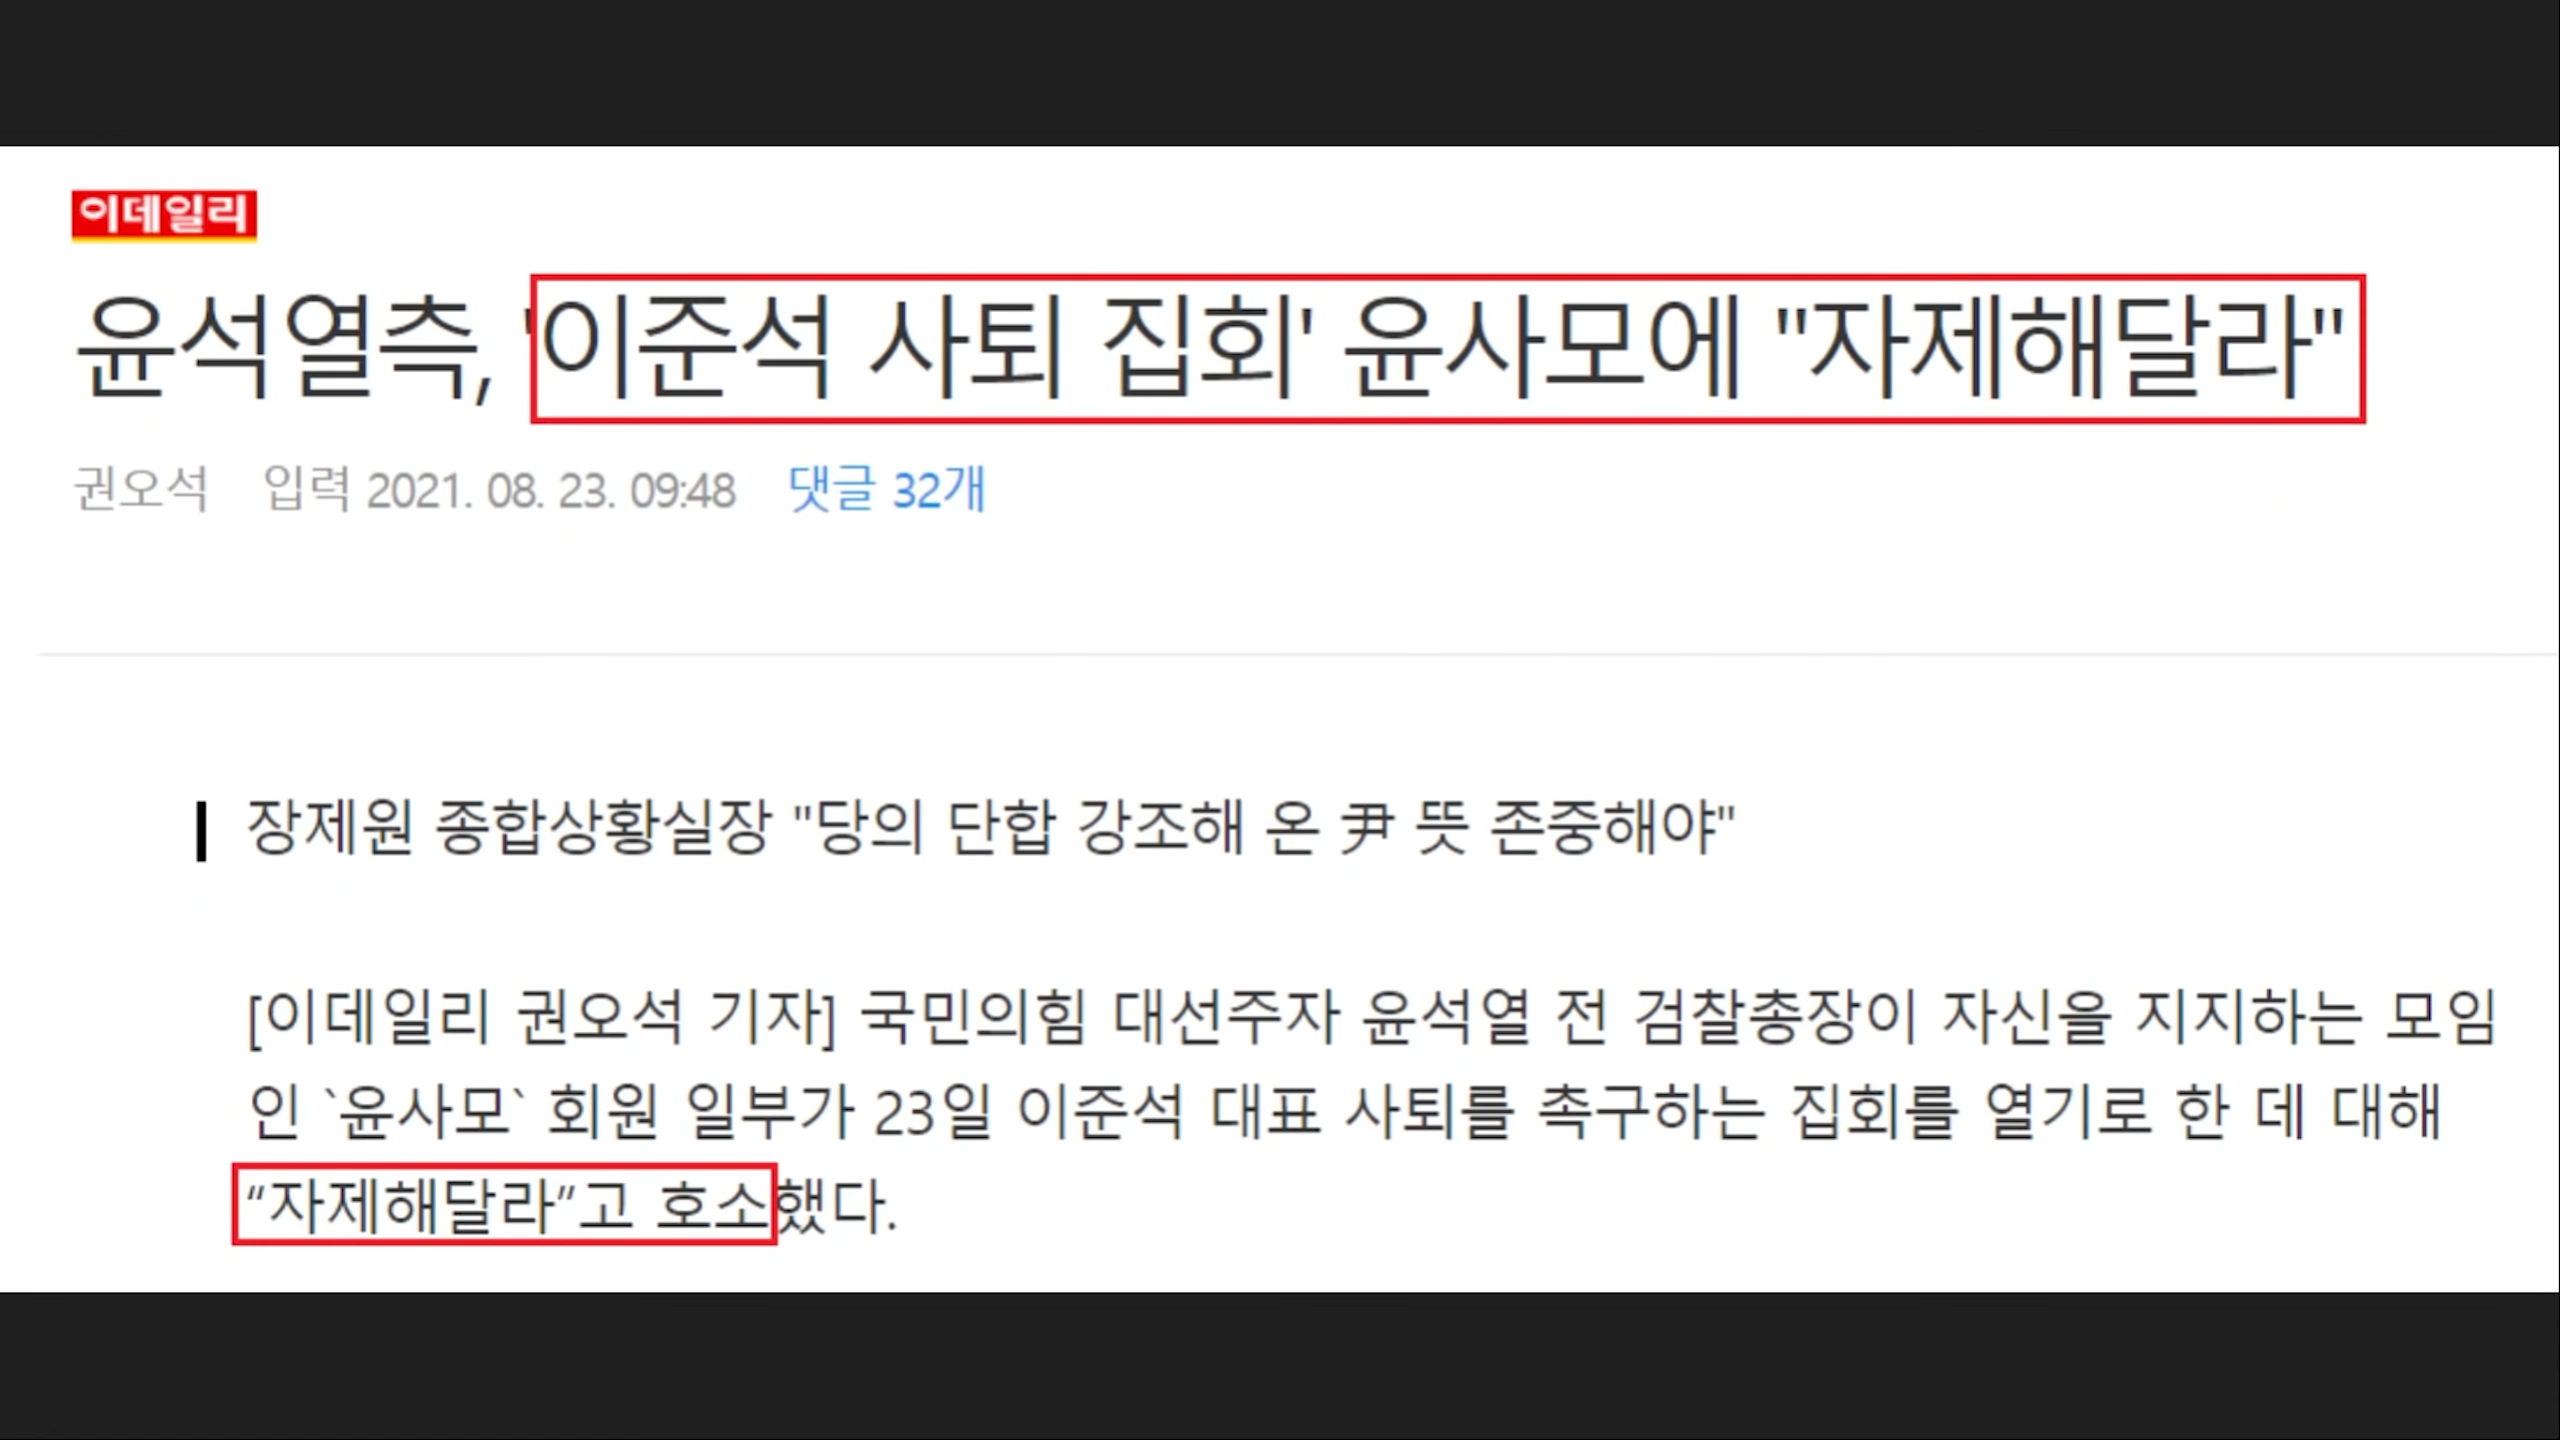 이데일리
윤석열측, '이준석 사퇴 집회' 윤사모에 "자제해달라"
권오석 입력 2021. 08. 23. 09:48 댓글 32개
장제원 종합상황실장 "당의 단합 강조해 온 尹 뜻 존중해야"
[이데일리 권오석 기자] 국민의힘 대선주자 윤석열 전 검찰총장이 자신을 지지하는 모임
인 `윤사모` 회원 일부가 23일 이준석 대표 사퇴를 촉구하는 집회를 열기로 한 데 대해
“자제해달라”고 호소했다.